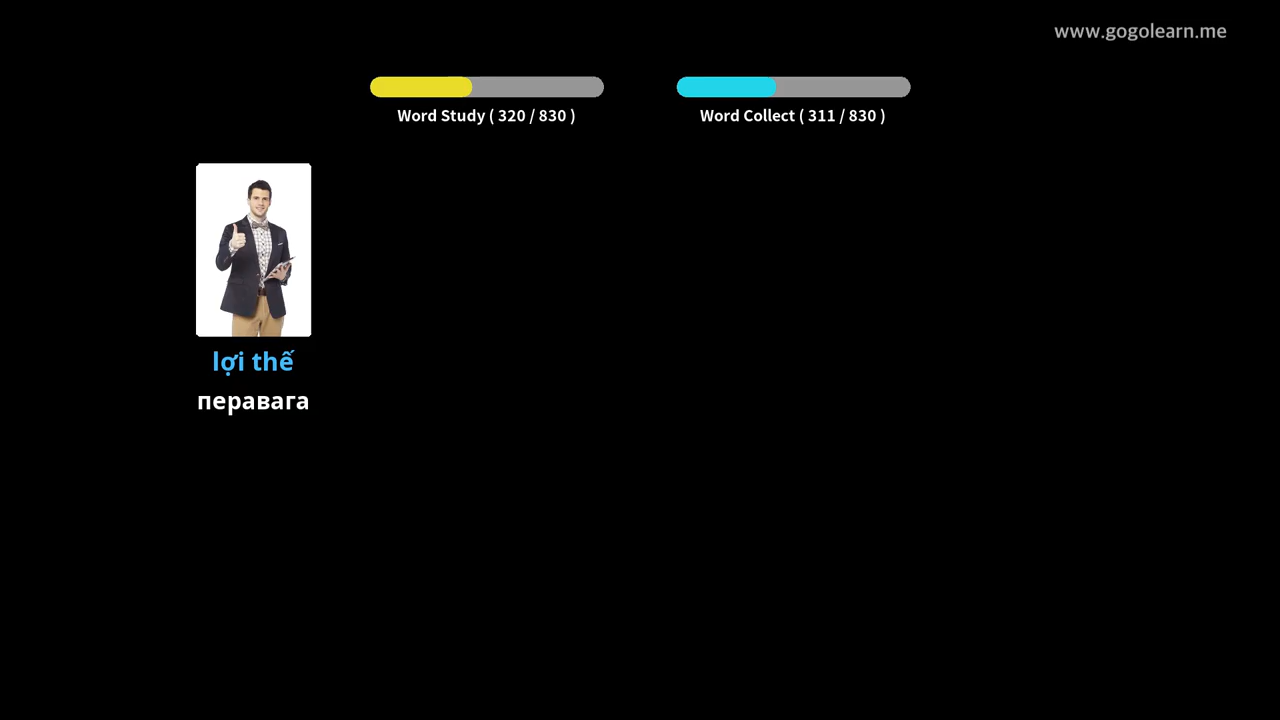 www.gogolearn.me
Word Study ( 320 / 830 )
Word Collect ( 311 / 830 )
lợi thế
перавага